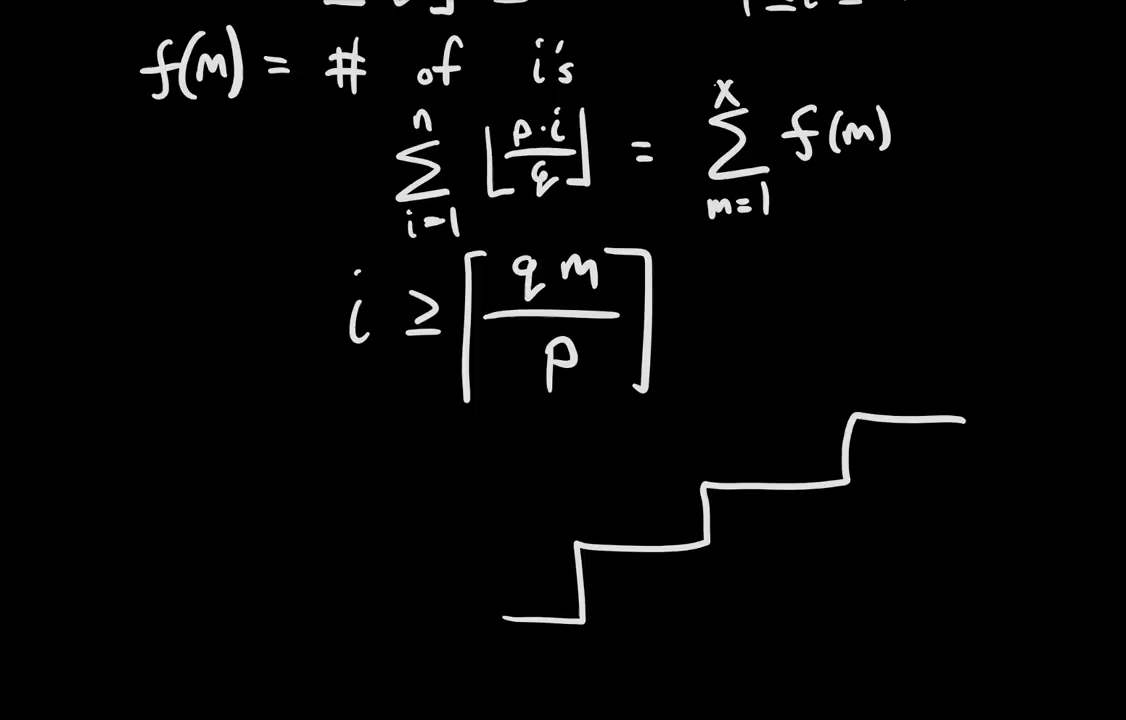 f(m) = # of i's
n x
∑ ⌊p·i/q⌋ = ∑ f(m)
i=1 m=1
i ≥ ⌈qm/p⌉